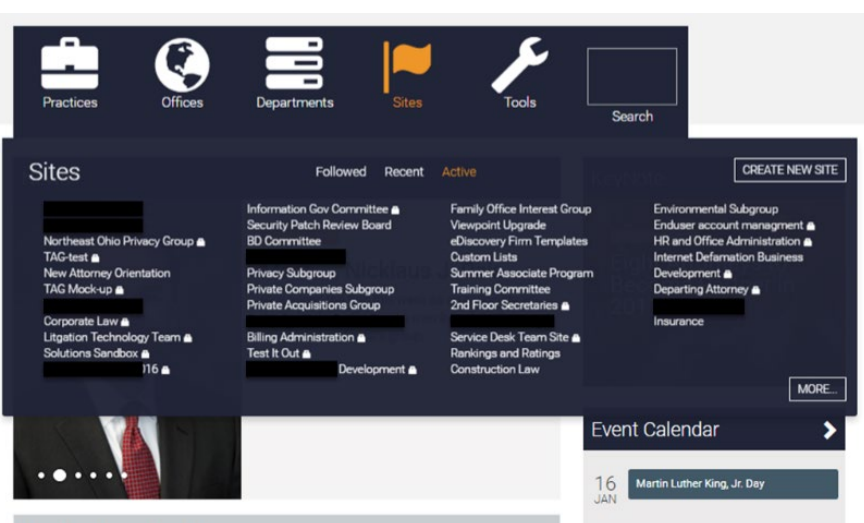 Practices
Offices
Departments
Sites
Tools
Search
Sites
Followed
Recent
Active
CREATE NEW SITE
Northeast Ohio Privacy Group
TAG-test
New Attorney Orientation
TAG Mock-up
Corporate Law
Litgation Technology Team
Solutions Sandbox
016
Information Gov Committee
Security Patch Review Board
BD Committee
Privacy Subgroup
Private Companies Subgroup
Private Acquisitions Group
Billing Administration
Test It Out
Development
Family Office Interest Group
Viewpoint Upgrade
eDiscovery Firm Templates
Custom Lists
Summer Associate Program
Training Committee
2nd Floor Secretaries
Service Desk Team Site
Rankings and Ratings
Construction Law
Environmental Subgroup
Enduser account managment
HR and Office Administration
Internet Defamation Business
Development
Departing Attorney
Insurance
MORE...
Event Calendar
16
JAN
Martin Luther King, Jr. Day